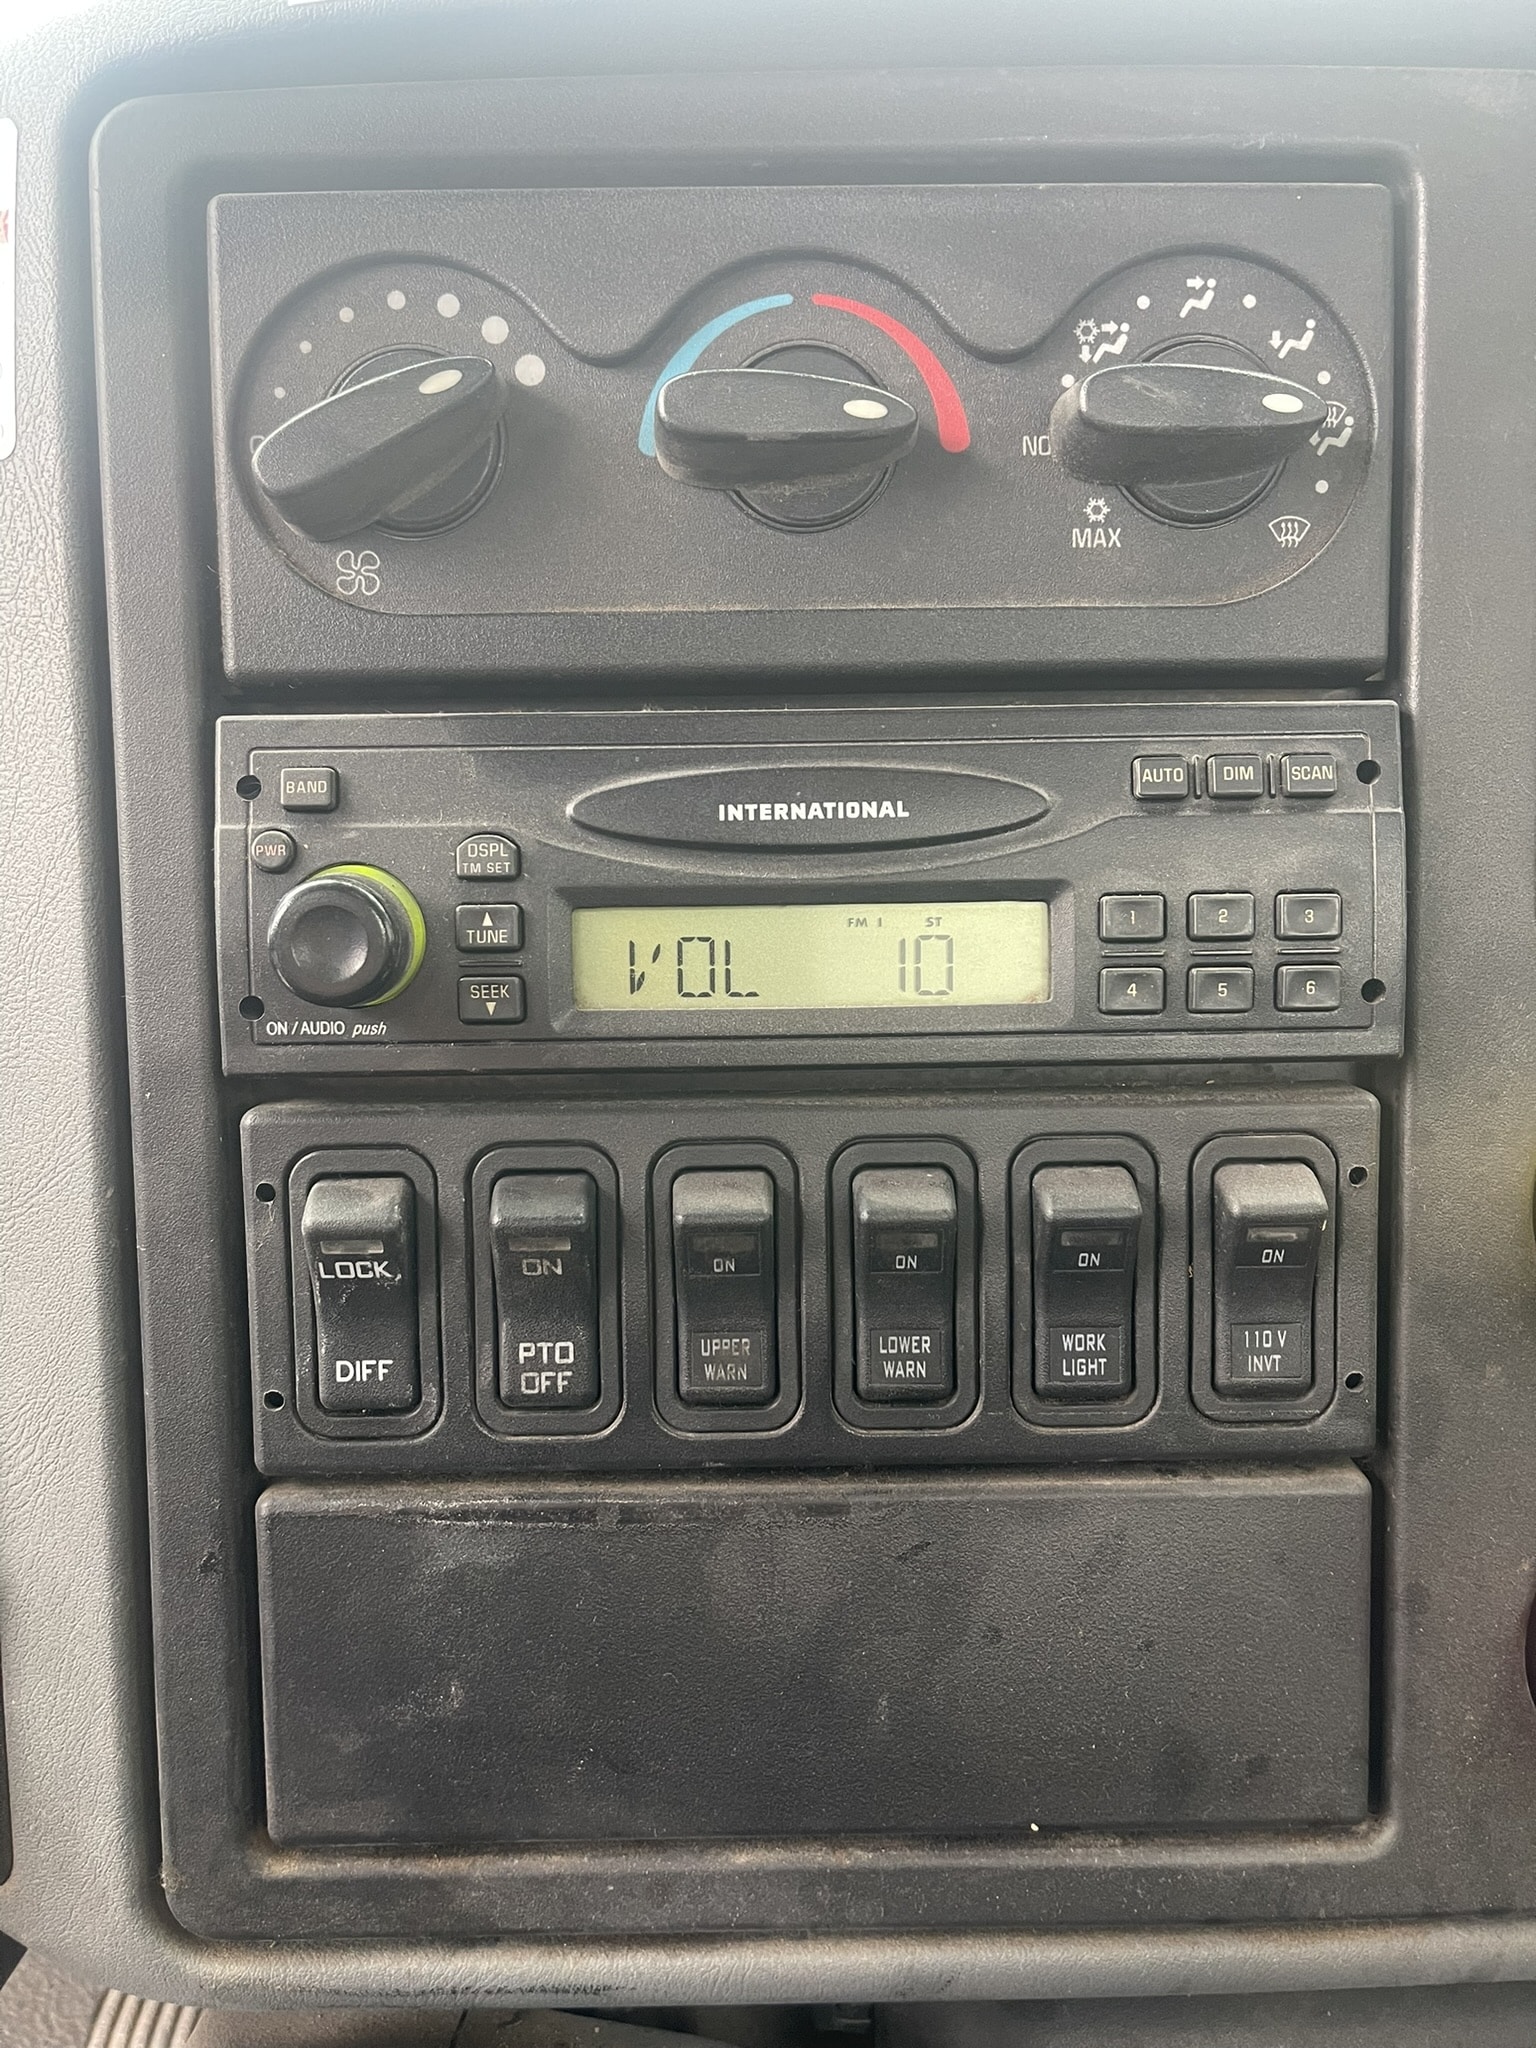 MAX
BAND
INTERNATIONAL
AUTO
DIM
SCAN
PWR
DSPL
TM SET
TUNE
SEEK
FM 1 ST
VOL 10
1
2
3
4
5
6
ON / AUDIO push
LOCK
DIFF
ON
PTO
OFF
ON
UPPER
WARN
ON
LOWER
WARN
ON
WORK
LIGHT
ON
110 V
INVT